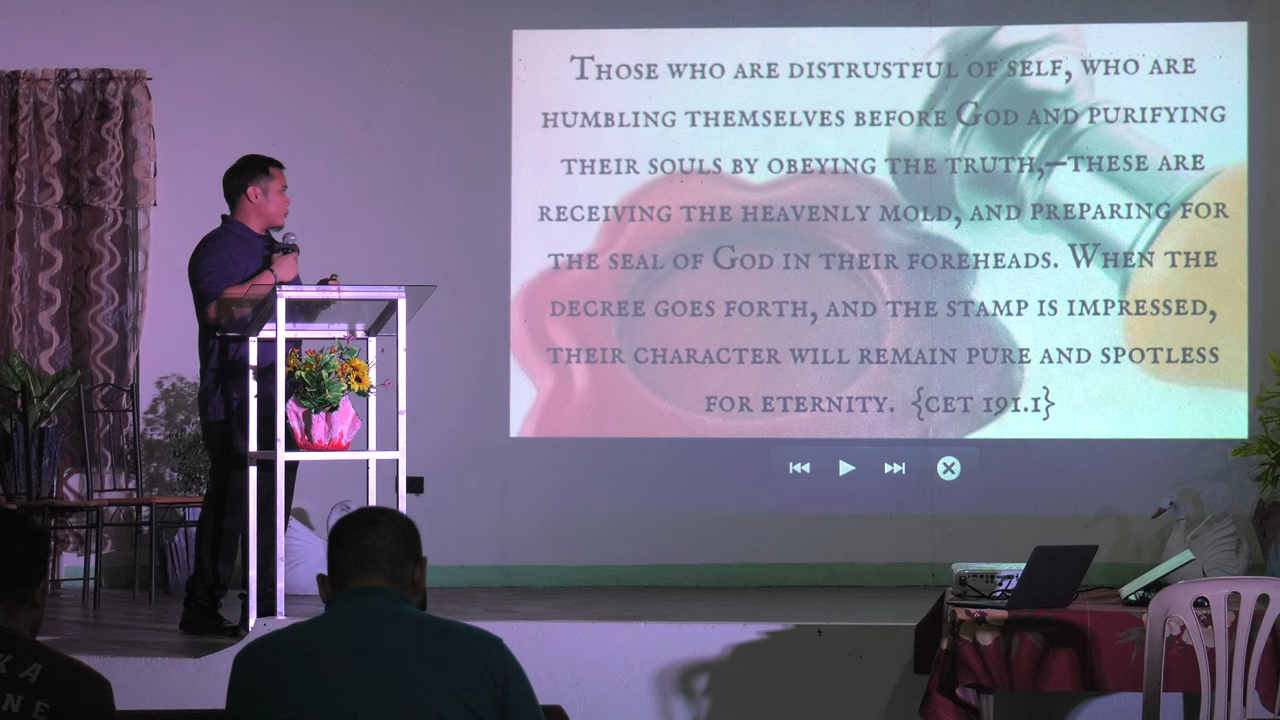 Those who are distrustful of self, who are
humbling themselves before God and purifying
their souls by obeying the truth,—these are
receiving the heavenly mold, and preparing for
the seal of God in their foreheads. When the
decree goes forth, and the stamp is impressed,
their character will remain pure and spotless
for eternity. {CET 191.1}
KA
NE